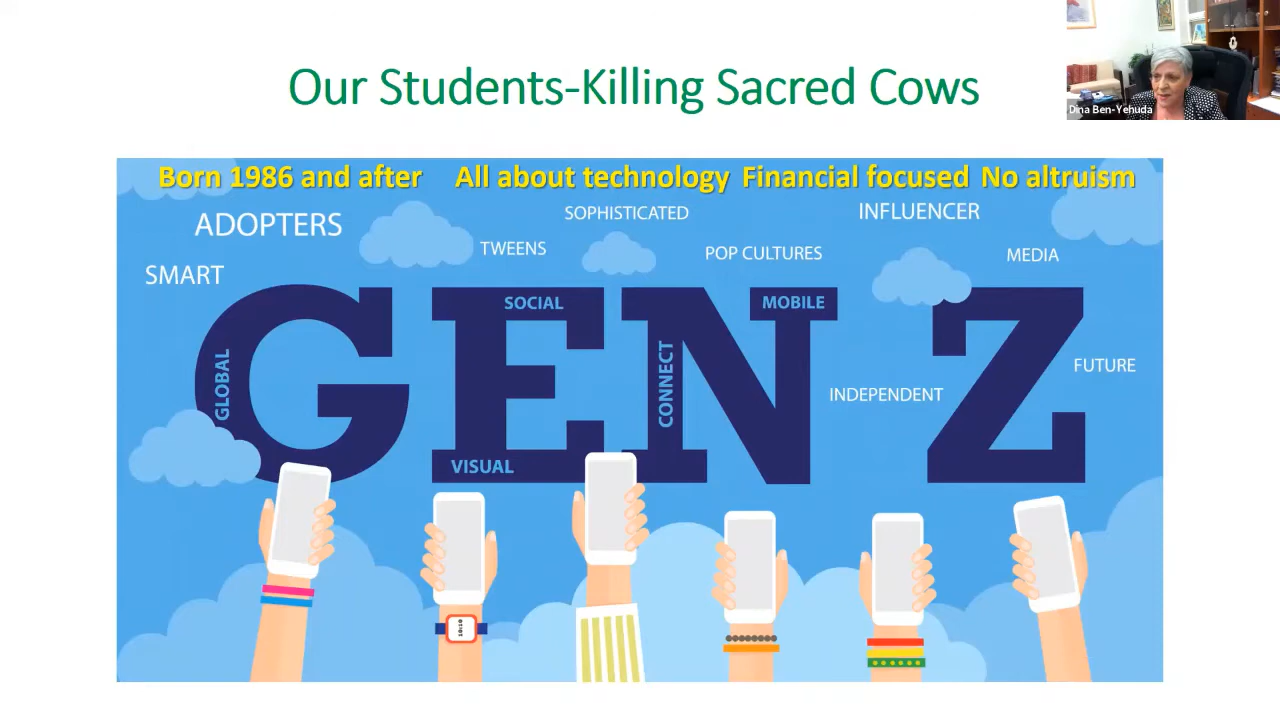 Our Students-Killing Sacred Cows
Dina Ben-Yehuda
Born 1986 and after All about technology Financial focused No altruism
ADOPTERS
SOPHISTICATED
INFLUENCER
TWEENS
POP CULTURES
MEDIA
SMART
GEN Z
SOCIAL
MOBILE
GLOBAL
CONNECT
FUTURE
INDEPENDENT
VISUAL